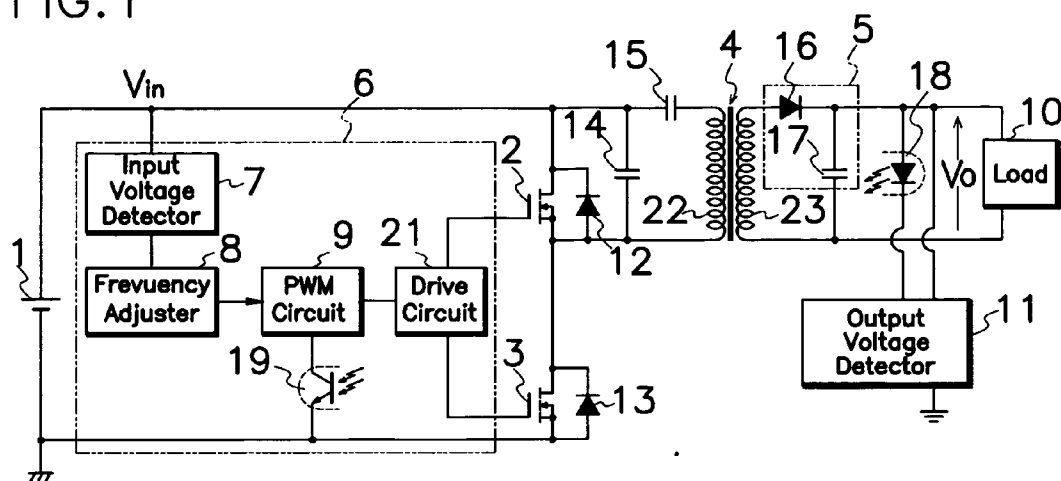 FIG. 1
Vin
6
15
4
16
5
18
10
14
17
2
Input
Voltage
Detector
7
12
22
23
Vo
Load
1
8
9
21
Frevuency
Adjuster
PWM
Circuit
Drive
Circuit
19
3
13
Output
Voltage
Detector
11